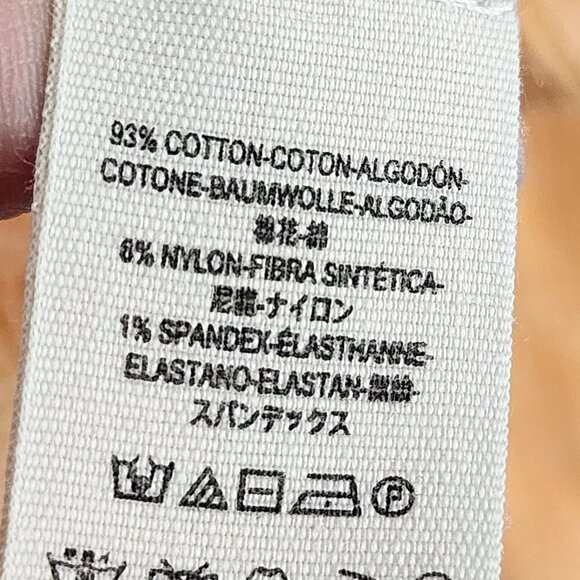 93% COTTON-COTON-ALGODÓN-
COTONE-BAUMWOLLE-ALGODÃO-
棉花-綿
6% NYLON-FIBRA SINTÉTICA-
尼龍-ナイロン
1% SPANDEX-ÉLASTHANNE-
ELASTANO-ELASTAN-
スパンデックス
P